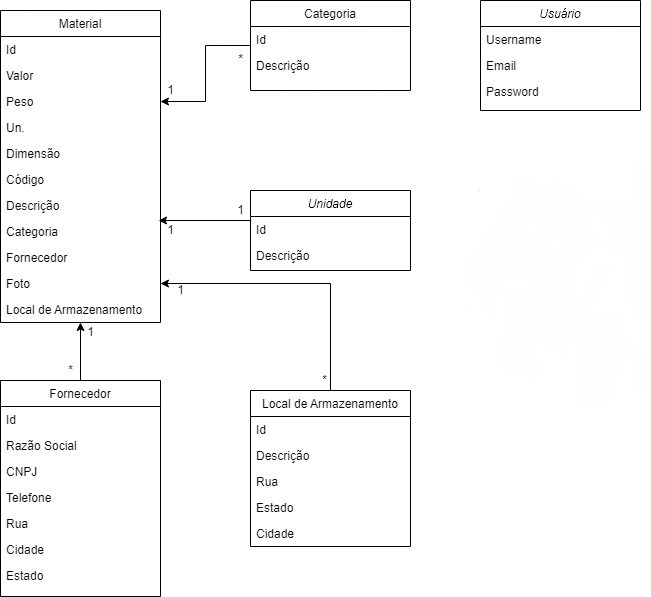 Material
Id
Valor
Peso
Un.
Dimensão
Código
Descrição
Categoria
Fornecedor
Foto
Local de Armazenamento
Categoria
Id
Descrição
*
1
Usuário
Username
Email
Password
Unidade
Id
Descrição
1
1
1
*
Local de Armazenamento
Id
Descrição
Rua
Estado
Cidade
1
*
Fornecedor
Id
Razão Social
CNPJ
Telefone
Rua
Cidade
Estado